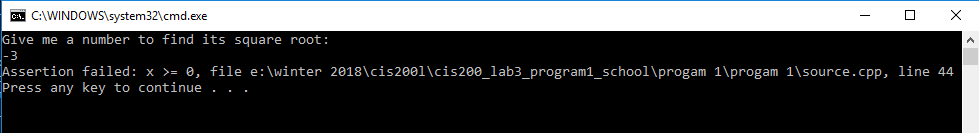 C:\WINDOWS\system32\cmd.exe
Give me a number to find its square root:
-3
Assertion failed: x >= 0, file e:\winter 2018\cis200l\cis200_lab3_program1_school\progam 1\progam 1\source.cpp, line 44
Press any key to continue . . .